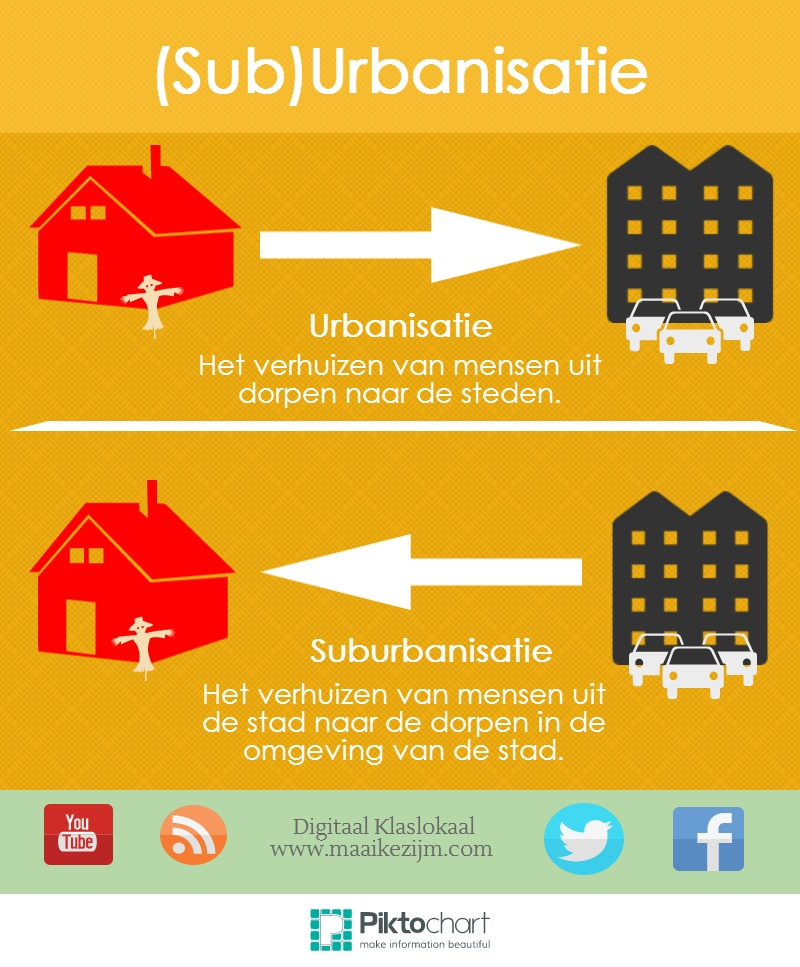 (Sub)Urbanisatie
Urbanisatie
Het verhuizen van mensen uit
dorpen naar de steden.
Suburbanisatie
Het verhuizen van mensen uit
de stad naar de dorpen in de
omgeving van de stad.
You
Tube
Digitaal Klaslokaal
www.maaikezijm.com
f
Piktochart
make information beautiful